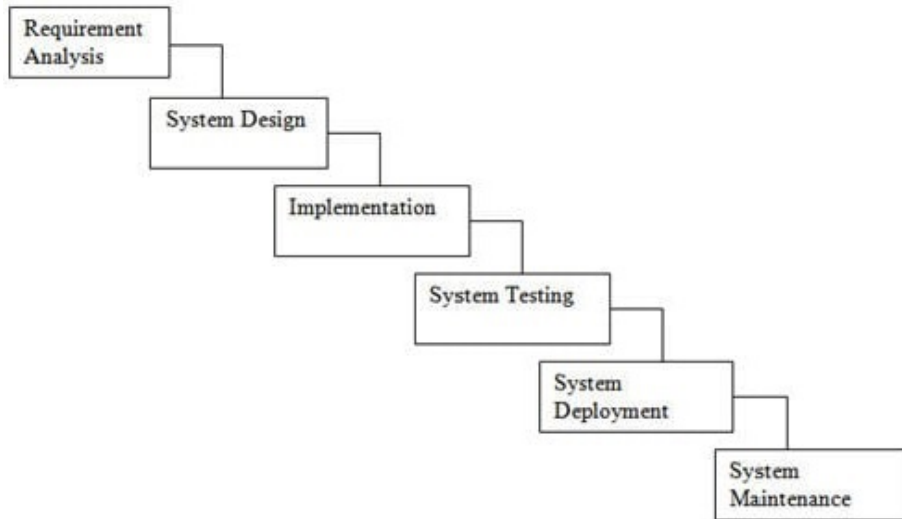 Requirement
Analysis
System Design
Implementation
System Testing
System
Deployment
System
Maintenance